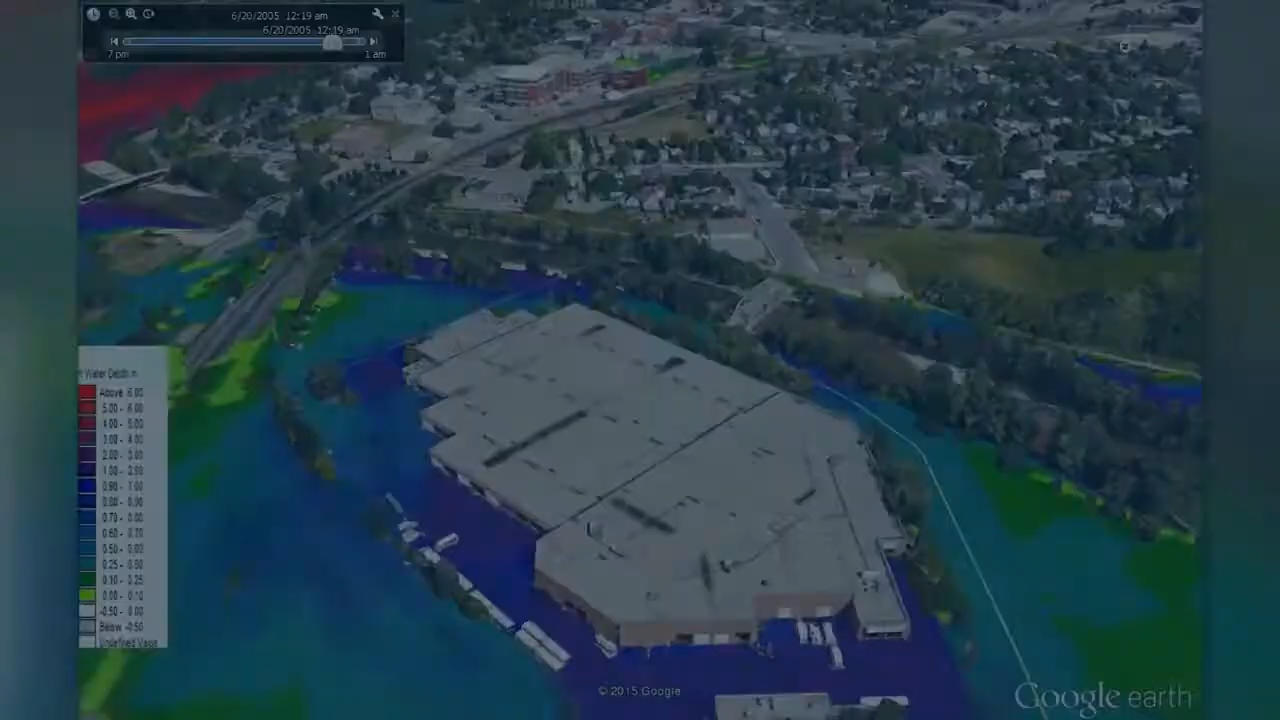 6/20/2005 12:19 am
6/20/2005 12:19 am
7 pm
1 am
Water Depth m
Above 6.00
5.00 - 6.00
4.00 - 5.00
3.00 - 4.00
2.00 - 3.00
1.00 - 2.00
0.90 - 1.00
0.80 - 0.90
0.70 - 0.80
0.60 - 0.70
0.50 - 0.60
0.25 - 0.50
0.10 - 0.25
0.00 - 0.10
-0.50 - 0.00
Below -0.50
Undefined Value
© 2015 Google
Google earth